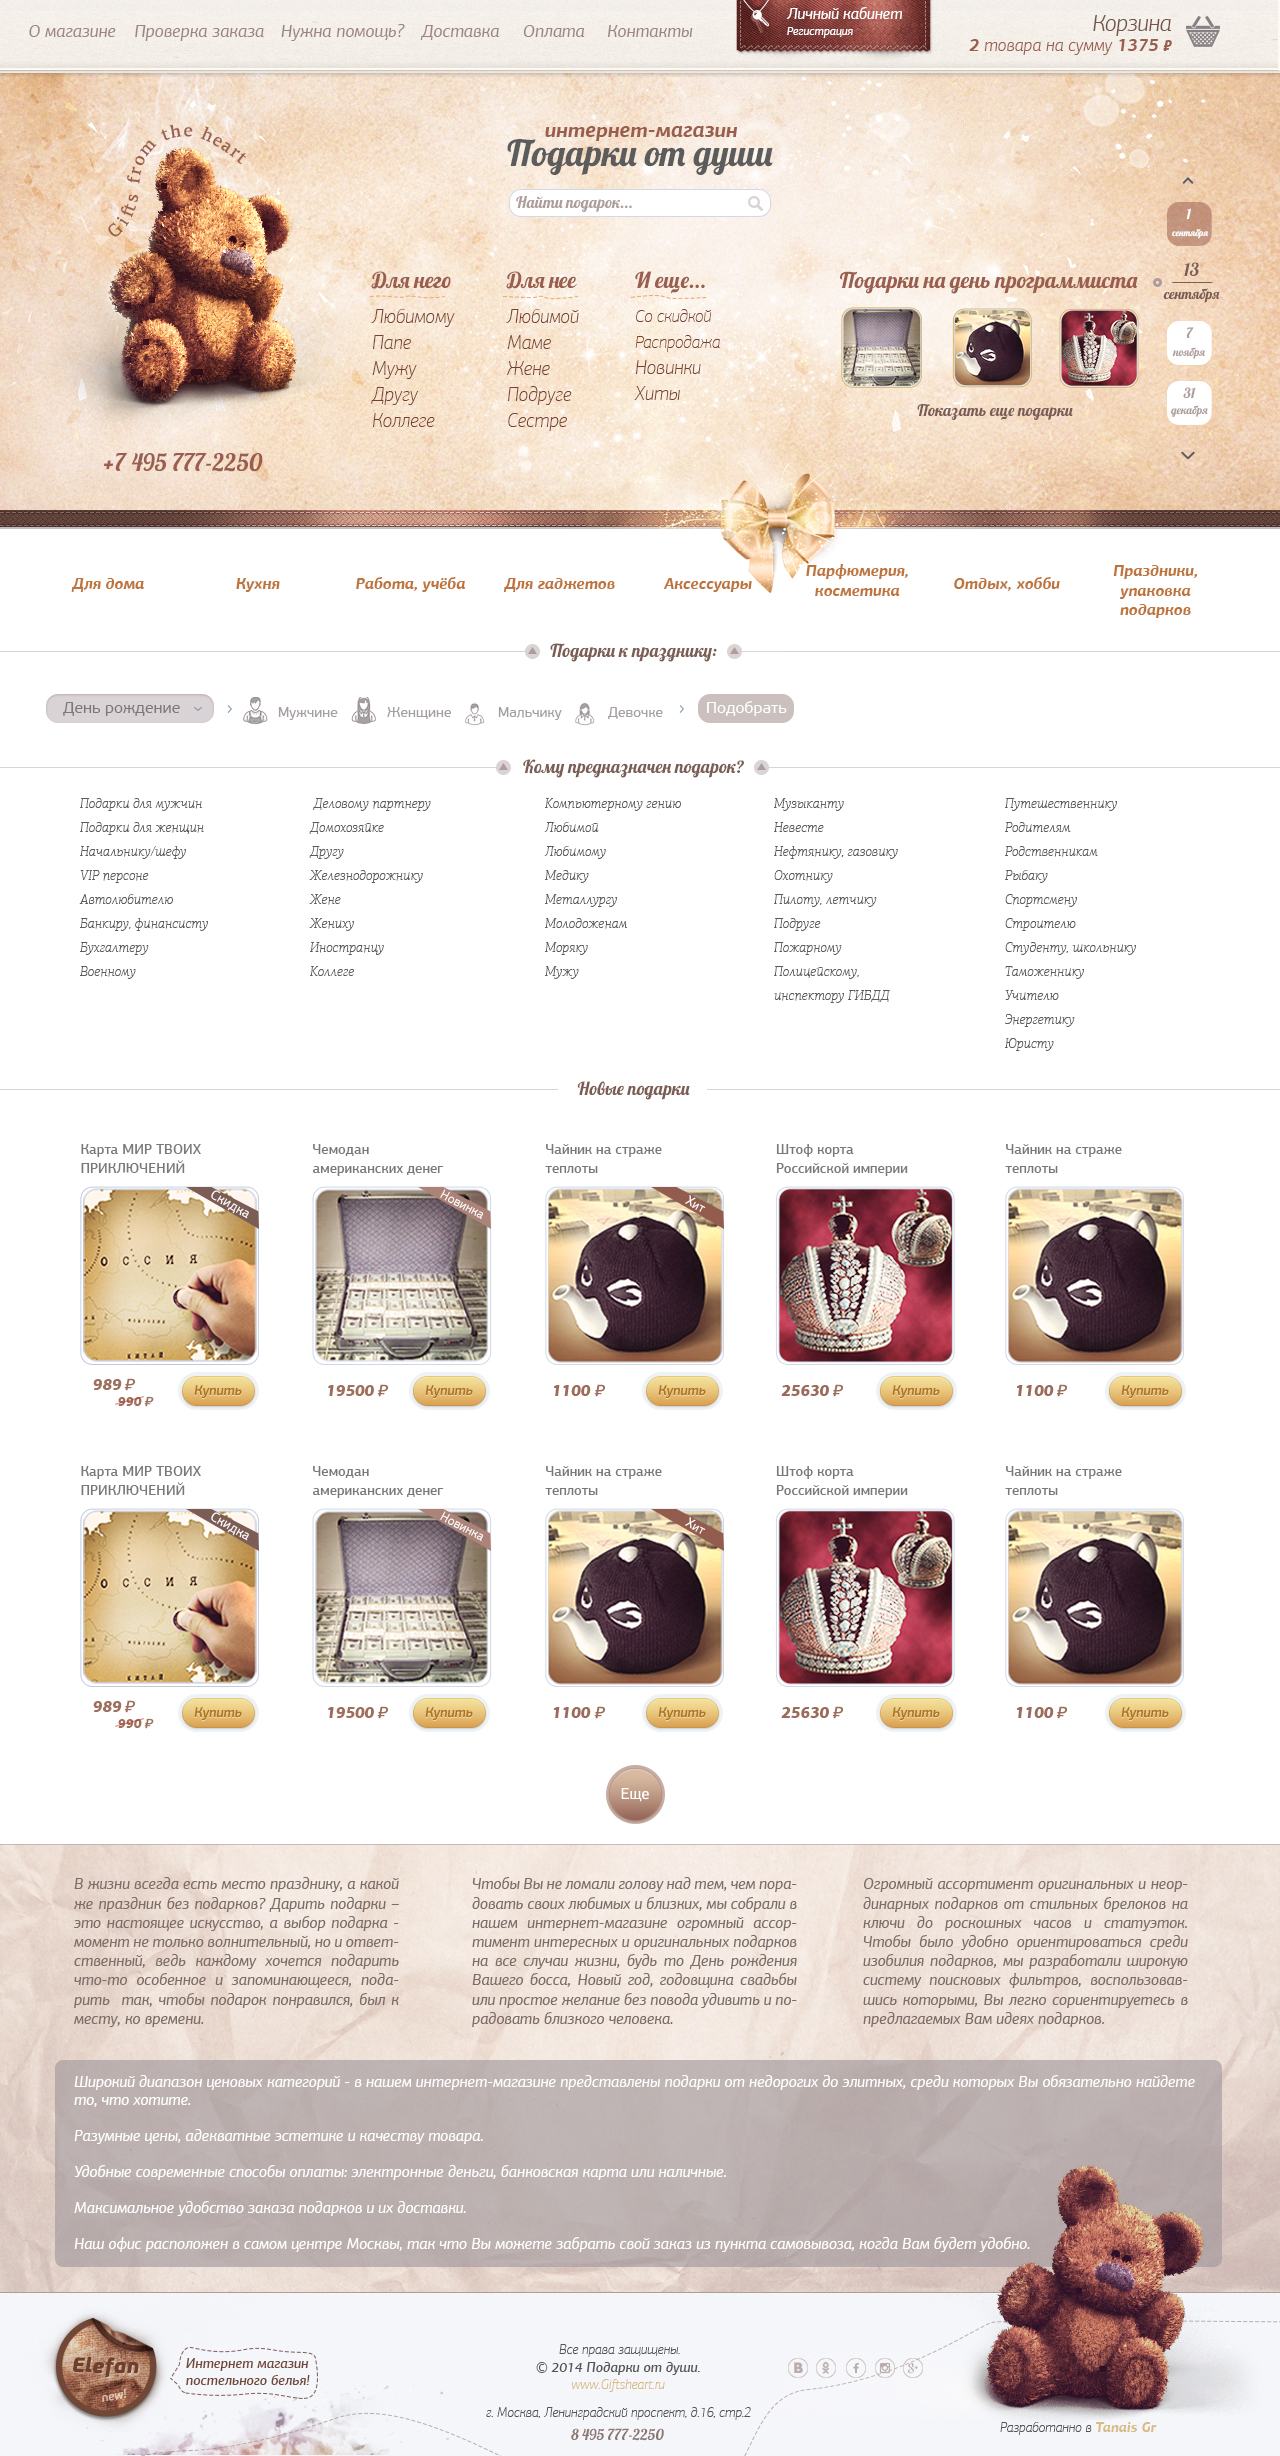 О магазине Проверка заказа Нужна помощь? Доставка Оплата Контакты
Личный кабинет
Регистрация
Корзина
2 товара на сумму 1375 ₽
Gifts from the heart
интернет-магазин
Подарки от души
Найти подарок...
Для него
Любимому
Папе
Мужу
Другу
Коллеге
Для нее
Любимой
Маме
Жене
Подруге
Сестре
И еще...
Со скидкой
Распродажа
Новинки
Хиты
Подарки на день программиста
Показать еще подарки
1
сентября
13
сентября
7
ноября
31
декабря
+7 495 777-2250
Для дома Кухня Работа, учёба Для гаджетов Аксессуары
Парфюмерия,
косметика
Отдых, хобби
Праздники,
упаковка
подарков
Подарки к празднику:
День рождение Мужчине Женщине Мальчику Девочке Подобрать
Кому предназначен подарок?
Подарки для мужчин
Подарки для женщин
Начальнику/шефу
VIP персоне
Автолюбителю
Банкиру, финансисту
Бухгалтеру
Военному
Деловому партнеру
Домохозяйке
Другу
Железнодорожнику
Жене
Жениху
Иностранцу
Коллеге
Компьютерному гению
Любимой
Любимому
Медику
Металлургу
Молодоженам
Моряку
Мужу
Музыканту
Невесте
Нефтянику, газовику
Охотнику
Пилоту, летчику
Подруге
Пожарному
Полицейскому,
инспектору ГИБДД
Путешественнику
Родителям
Родственникам
Рыбаку
Спортсмену
Строителю
Студенту, школьнику
Таможеннику
Учителю
Энергетику
Юристу
Новые подарки
Карта МИР ТВОИХ
ПРИКЛЮЧЕНИЙ
Скидка
РОССИЯ
КИТАЙ
989 ₽
990 ₽
Купить
Чемодан
американских денег
Новинка
19500 ₽
Купить
Чайник на страже
теплоты
Хит
1100 ₽
Купить
Штоф корта
Российской империи
25630 ₽
Купить
Чайник на страже
теплоты
1100 ₽
Купить
Карта МИР ТВОИХ
ПРИКЛЮЧЕНИЙ
Скидка
РОССИЯ
КИТАЙ
989 ₽
990 ₽
Купить
Чемодан
американских денег
Новинка
19500 ₽
Купить
Чайник на страже
теплоты
Хит
1100 ₽
Купить
Штоф корта
Российской империи
25630 ₽
Купить
Чайник на страже
теплоты
1100 ₽
Купить
Еще
В жизни всегда есть место празднику, а какой
же праздник без подарков? Дарить подарки –
это настоящее искусство, а выбор подарка -
момент не только волнительный, но и ответ-
ственный, ведь каждому хочется подарить
что-то особенное и запоминающееся, пода-
рить так, чтобы подарок понравился, был к
месту, ко времени.
Чтобы Вы не ломали голову над тем, чем пора-
довать своих любимых и близких, мы собрали в
нашем интернет-магазине огромный ассор-
тимент интересных и оригинальных подарков
на все случаи жизни, будь то День рождения
Вашего босса, Новый год, годовщина свадьбы
или простое желание без повода удивить и по-
радовать близкого человека.
Огромный ассортимент оригинальных и неор-
динарных подарков от стильных брелоков на
ключи до роскошных часов и статуэток.
Чтобы было удобно ориентироваться среди
изобилия подарков, мы разработали широкую
систему поисковых фильтров, воспользовав-
шись которыми, Вы легко сориентируетесь в
предлагаемых Вам идеях подарков.
Широкий диапазон ценовых категорий - в нашем интернет-магазине представлены подарки от недорогих до элитных, среди которых Вы обязательно найдете
то, что хотите.
Разумные цены, адекватные эстетике и качеству товара.
Удобные современные способы оплаты: электронные деньги, банковская карта или наличные.
Максимальное удобство заказа подарков и их доставки.
Наш офис расположен в самом центре Москвы, так что Вы можете забрать свой заказ из пункта самовывоза, когда Вам будет удобно.
Elefan
new!
Интернет магазин
постельного белья!
Все права защищены.
© 2014 Подарки от души.
www.Giftsheart.ru
г. Москва, Ленинградский проспект, д.16, стр.2
8 495 777-2250
Разработанно в Tanais Gr